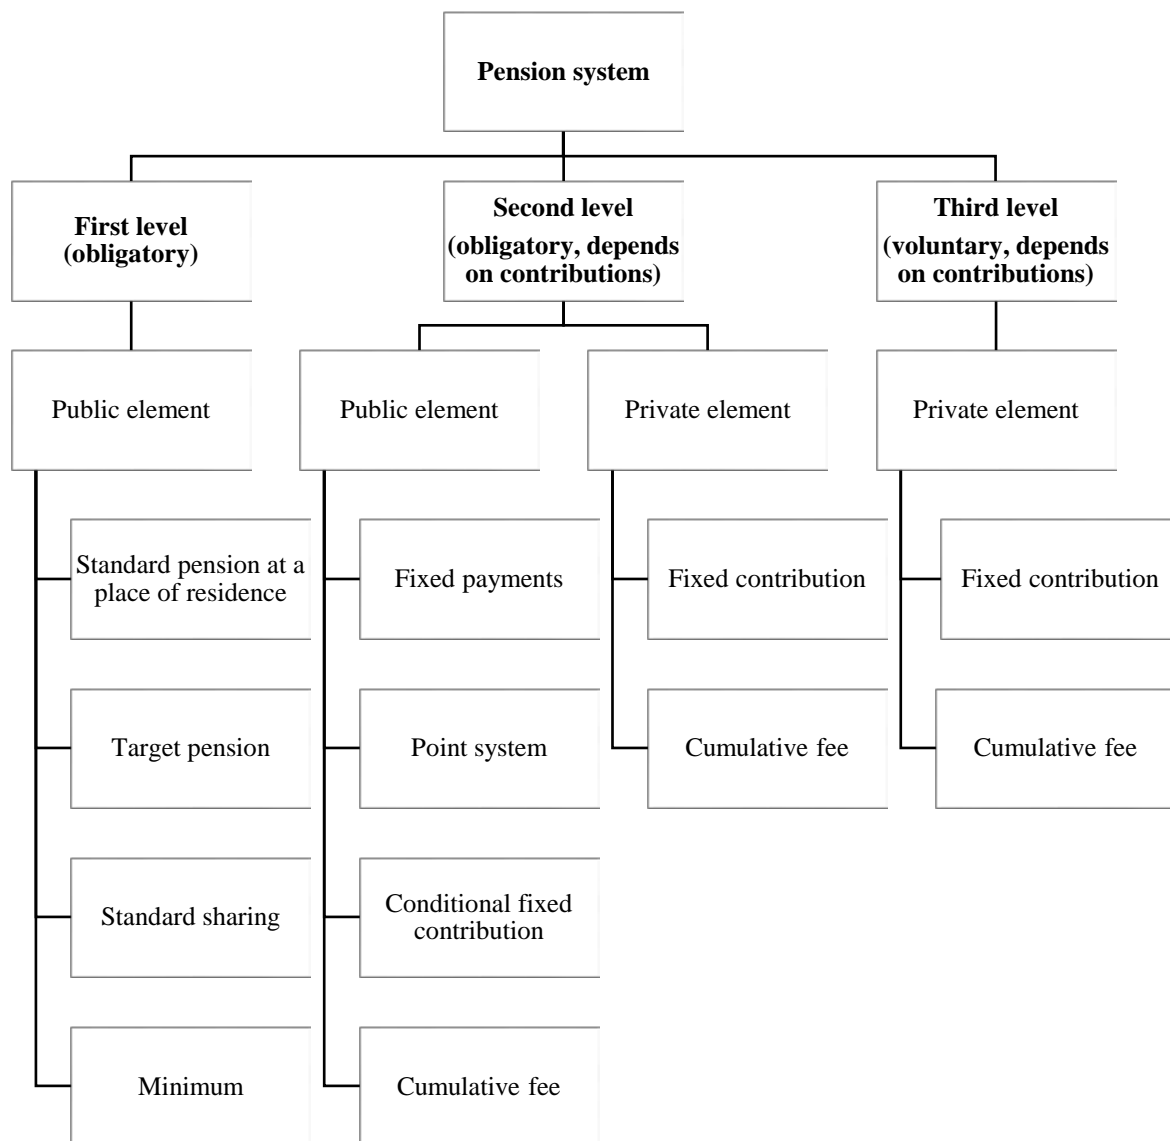 Pension system
First level
(obligatory)
Second level
(obligatory, depends
on contributions)
Third level
(voluntary, depends
on contributions)
Public element
Public element
Private element
Private element
Standard pension at a
place of residence
Fixed payments
Fixed contribution
Fixed contribution
Target pension
Point system
Cumulative fee
Cumulative fee
Standard sharing
Conditional fixed
contribution
Minimum
Cumulative fee